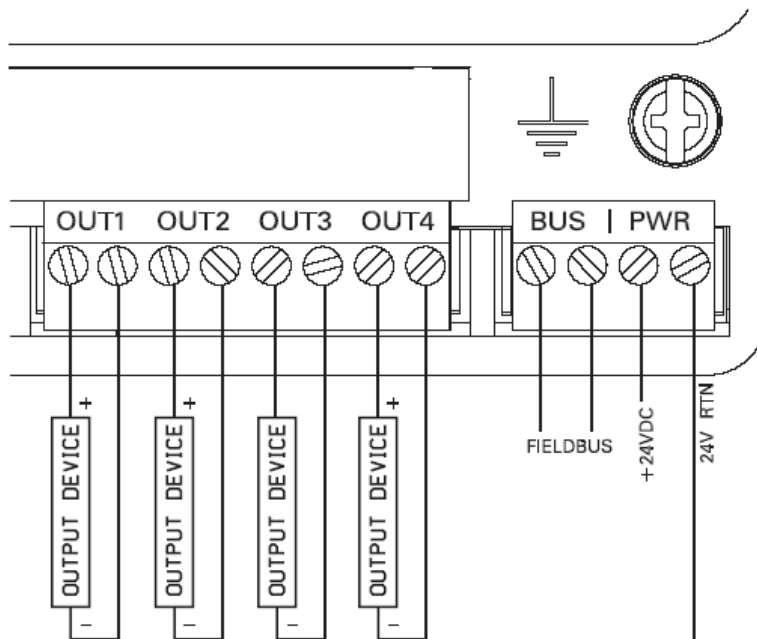 OUT1 OUT2 OUT3 OUT4
BUS | PWR
+ + +
OUTPUT DEVICE
OUTPUT DEVICE
OUTPUT DEVICE
OUTPUT DEVICE
- - - -
FIELDBUS
+24VDC
24V RTN